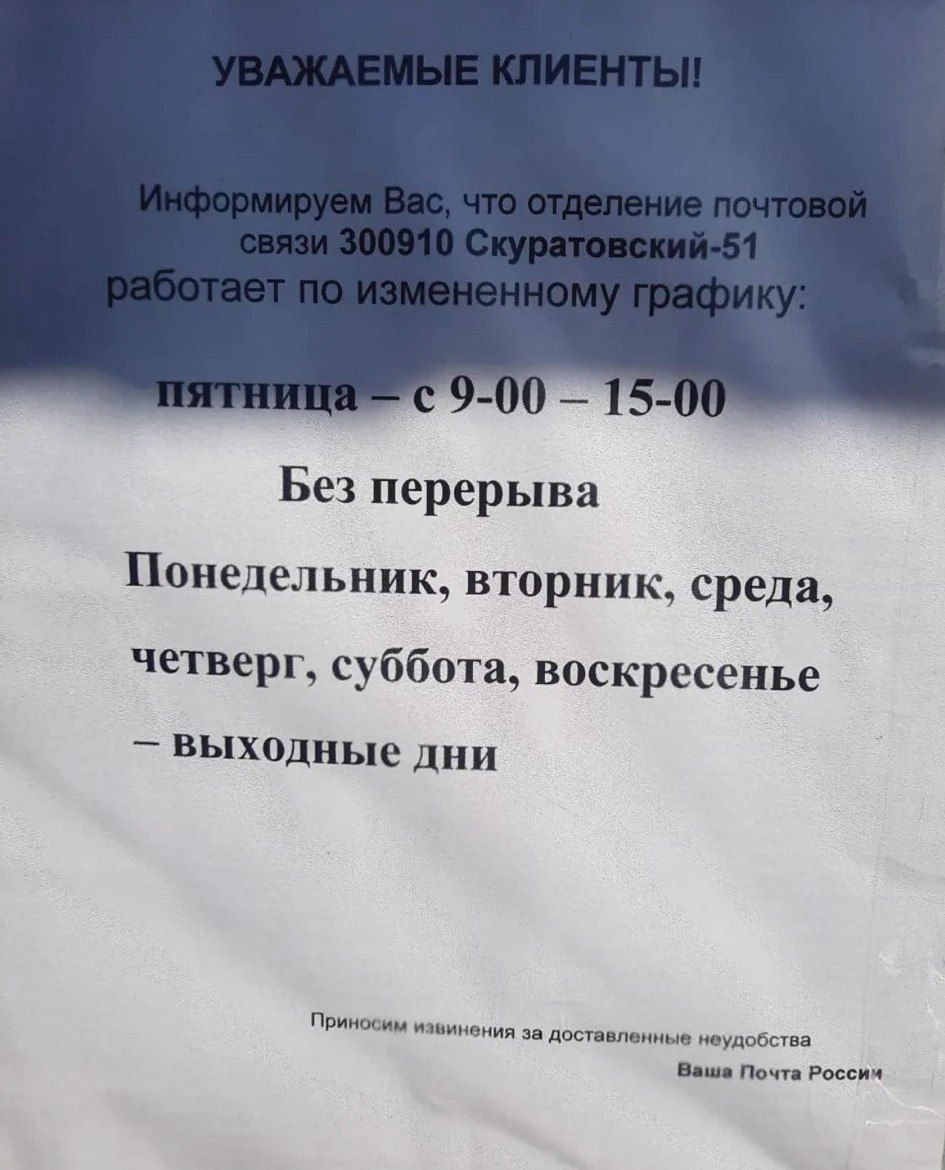 УВАЖАЕМЫЕ КЛИЕНТЫ!
Информируем Вас, что отделение почтовой
связи 300910 Скуратовский-51
работает по измененному графику:
пятница – с 9-00 – 15-00
Без перерыва
Понедельник, вторник, среда,
четверг, суббота, воскресенье
– выходные дни
Приносим извинения за доставленные неудобства
Ваша Почта России